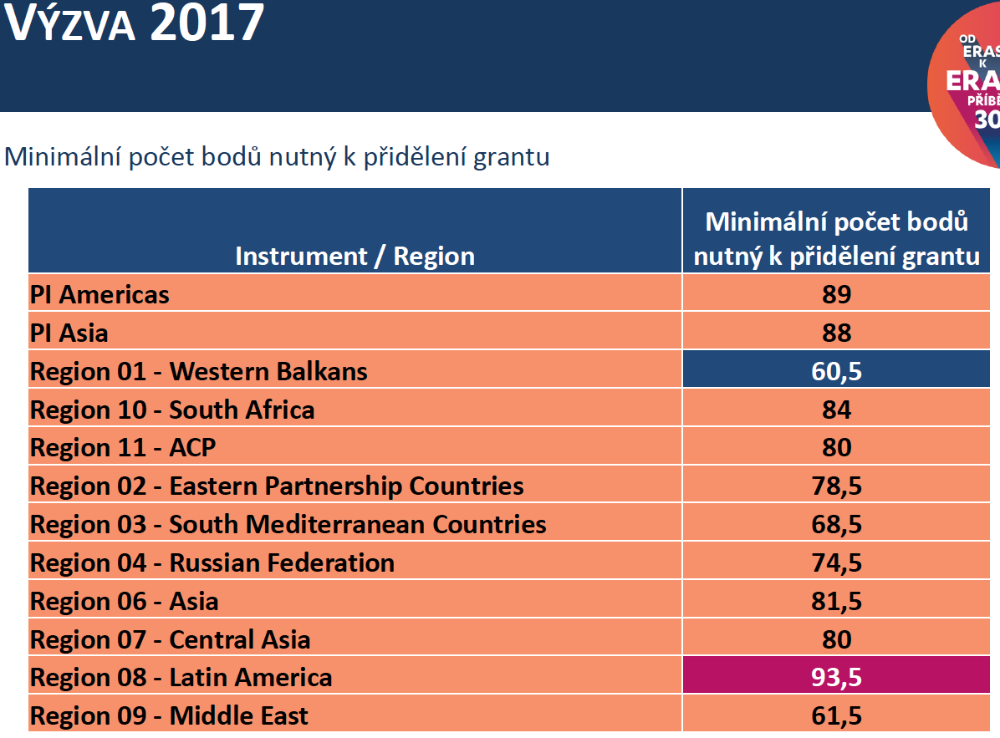 VÝZVA 2017
OD
ERAS
K
ERA
PŘÍBĚ
30
Minimální počet bodů nutný k přidělení grantu
Instrument / Region
Minimální počet bodů
nutný k přidělení grantu
PI Americas 89
PI Asia 88
Region 01 - Western Balkans 60,5
Region 10 - South Africa 84
Region 11 - ACP 80
Region 02 - Eastern Partnership Countries 78,5
Region 03 - South Mediterranean Countries 68,5
Region 04 - Russian Federation 74,5
Region 06 - Asia 81,5
Region 07 - Central Asia 80
Region 08 - Latin America 93,5
Region 09 - Middle East 61,5